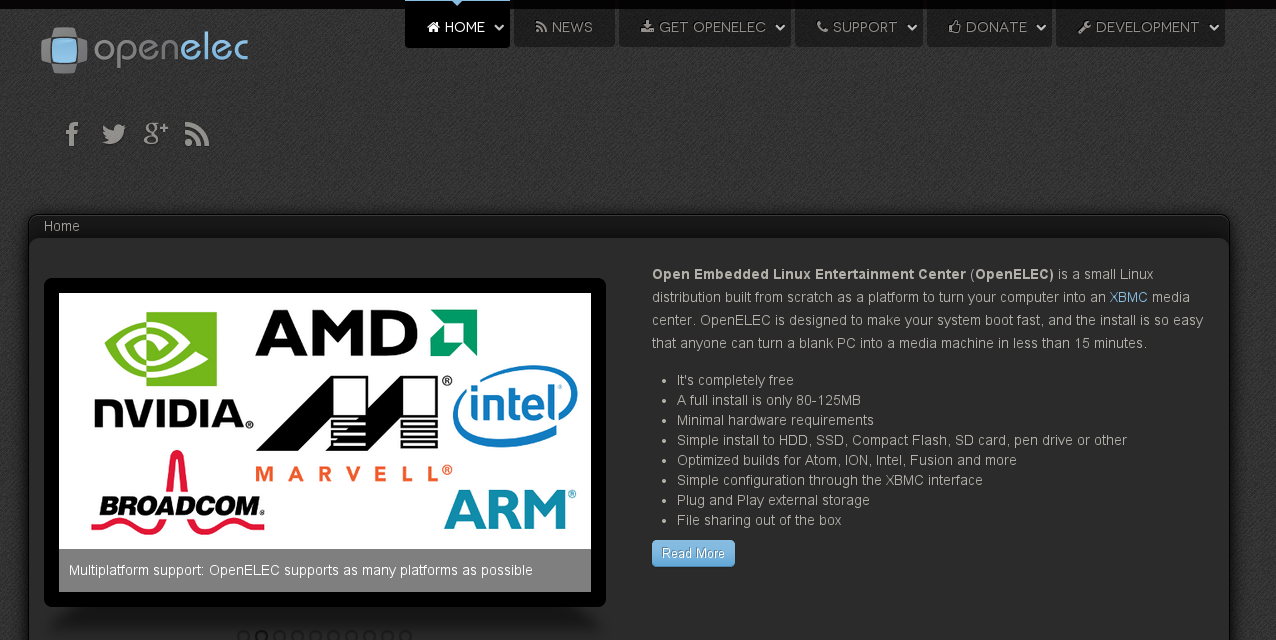 openelec
HOME NEWS GET OPENELEC SUPPORT DONATE DEVELOPMENT
Home
NVIDIA®
AMD
MARVELL®
intel®
BROADCOM®
ARM®
Multiplatform support: OpenELEC supports as many platforms as possible
Open Embedded Linux Entertainment Center (OpenELEC) is a small Linux
distribution built from scratch as a platform to turn your computer into an XBMC media
center. OpenELEC is designed to make your system boot fast, and the install is so easy
that anyone can turn a blank PC into a media machine in less than 15 minutes.
• It's completely free
• A full install is only 80-125MB
• Minimal hardware requirements
• Simple install to HDD, SSD, Compact Flash, SD card, pen drive or other
• Optimized builds for Atom, ION, Intel, Fusion and more
• Simple configuration through the XBMC interface
• Plug and Play external storage
• File sharing out of the box
Read More